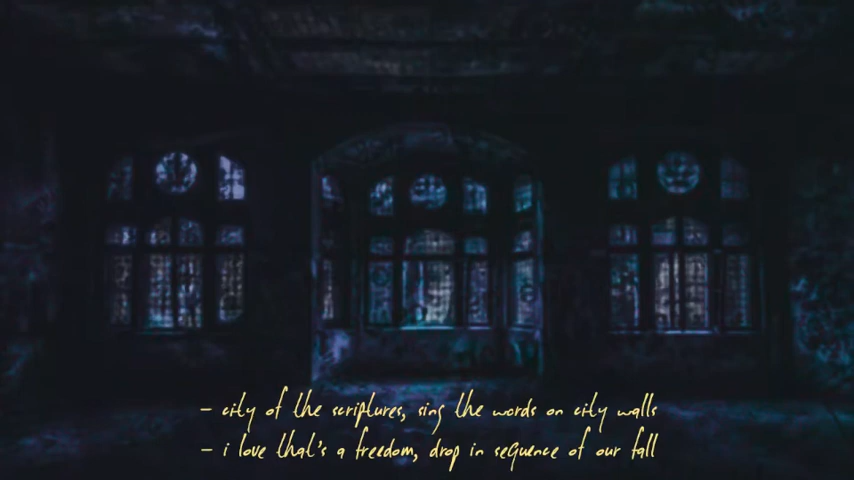 - city of the scriptures, sing the words on city walls
- i love that's a freedom, drop in sequence of our fall